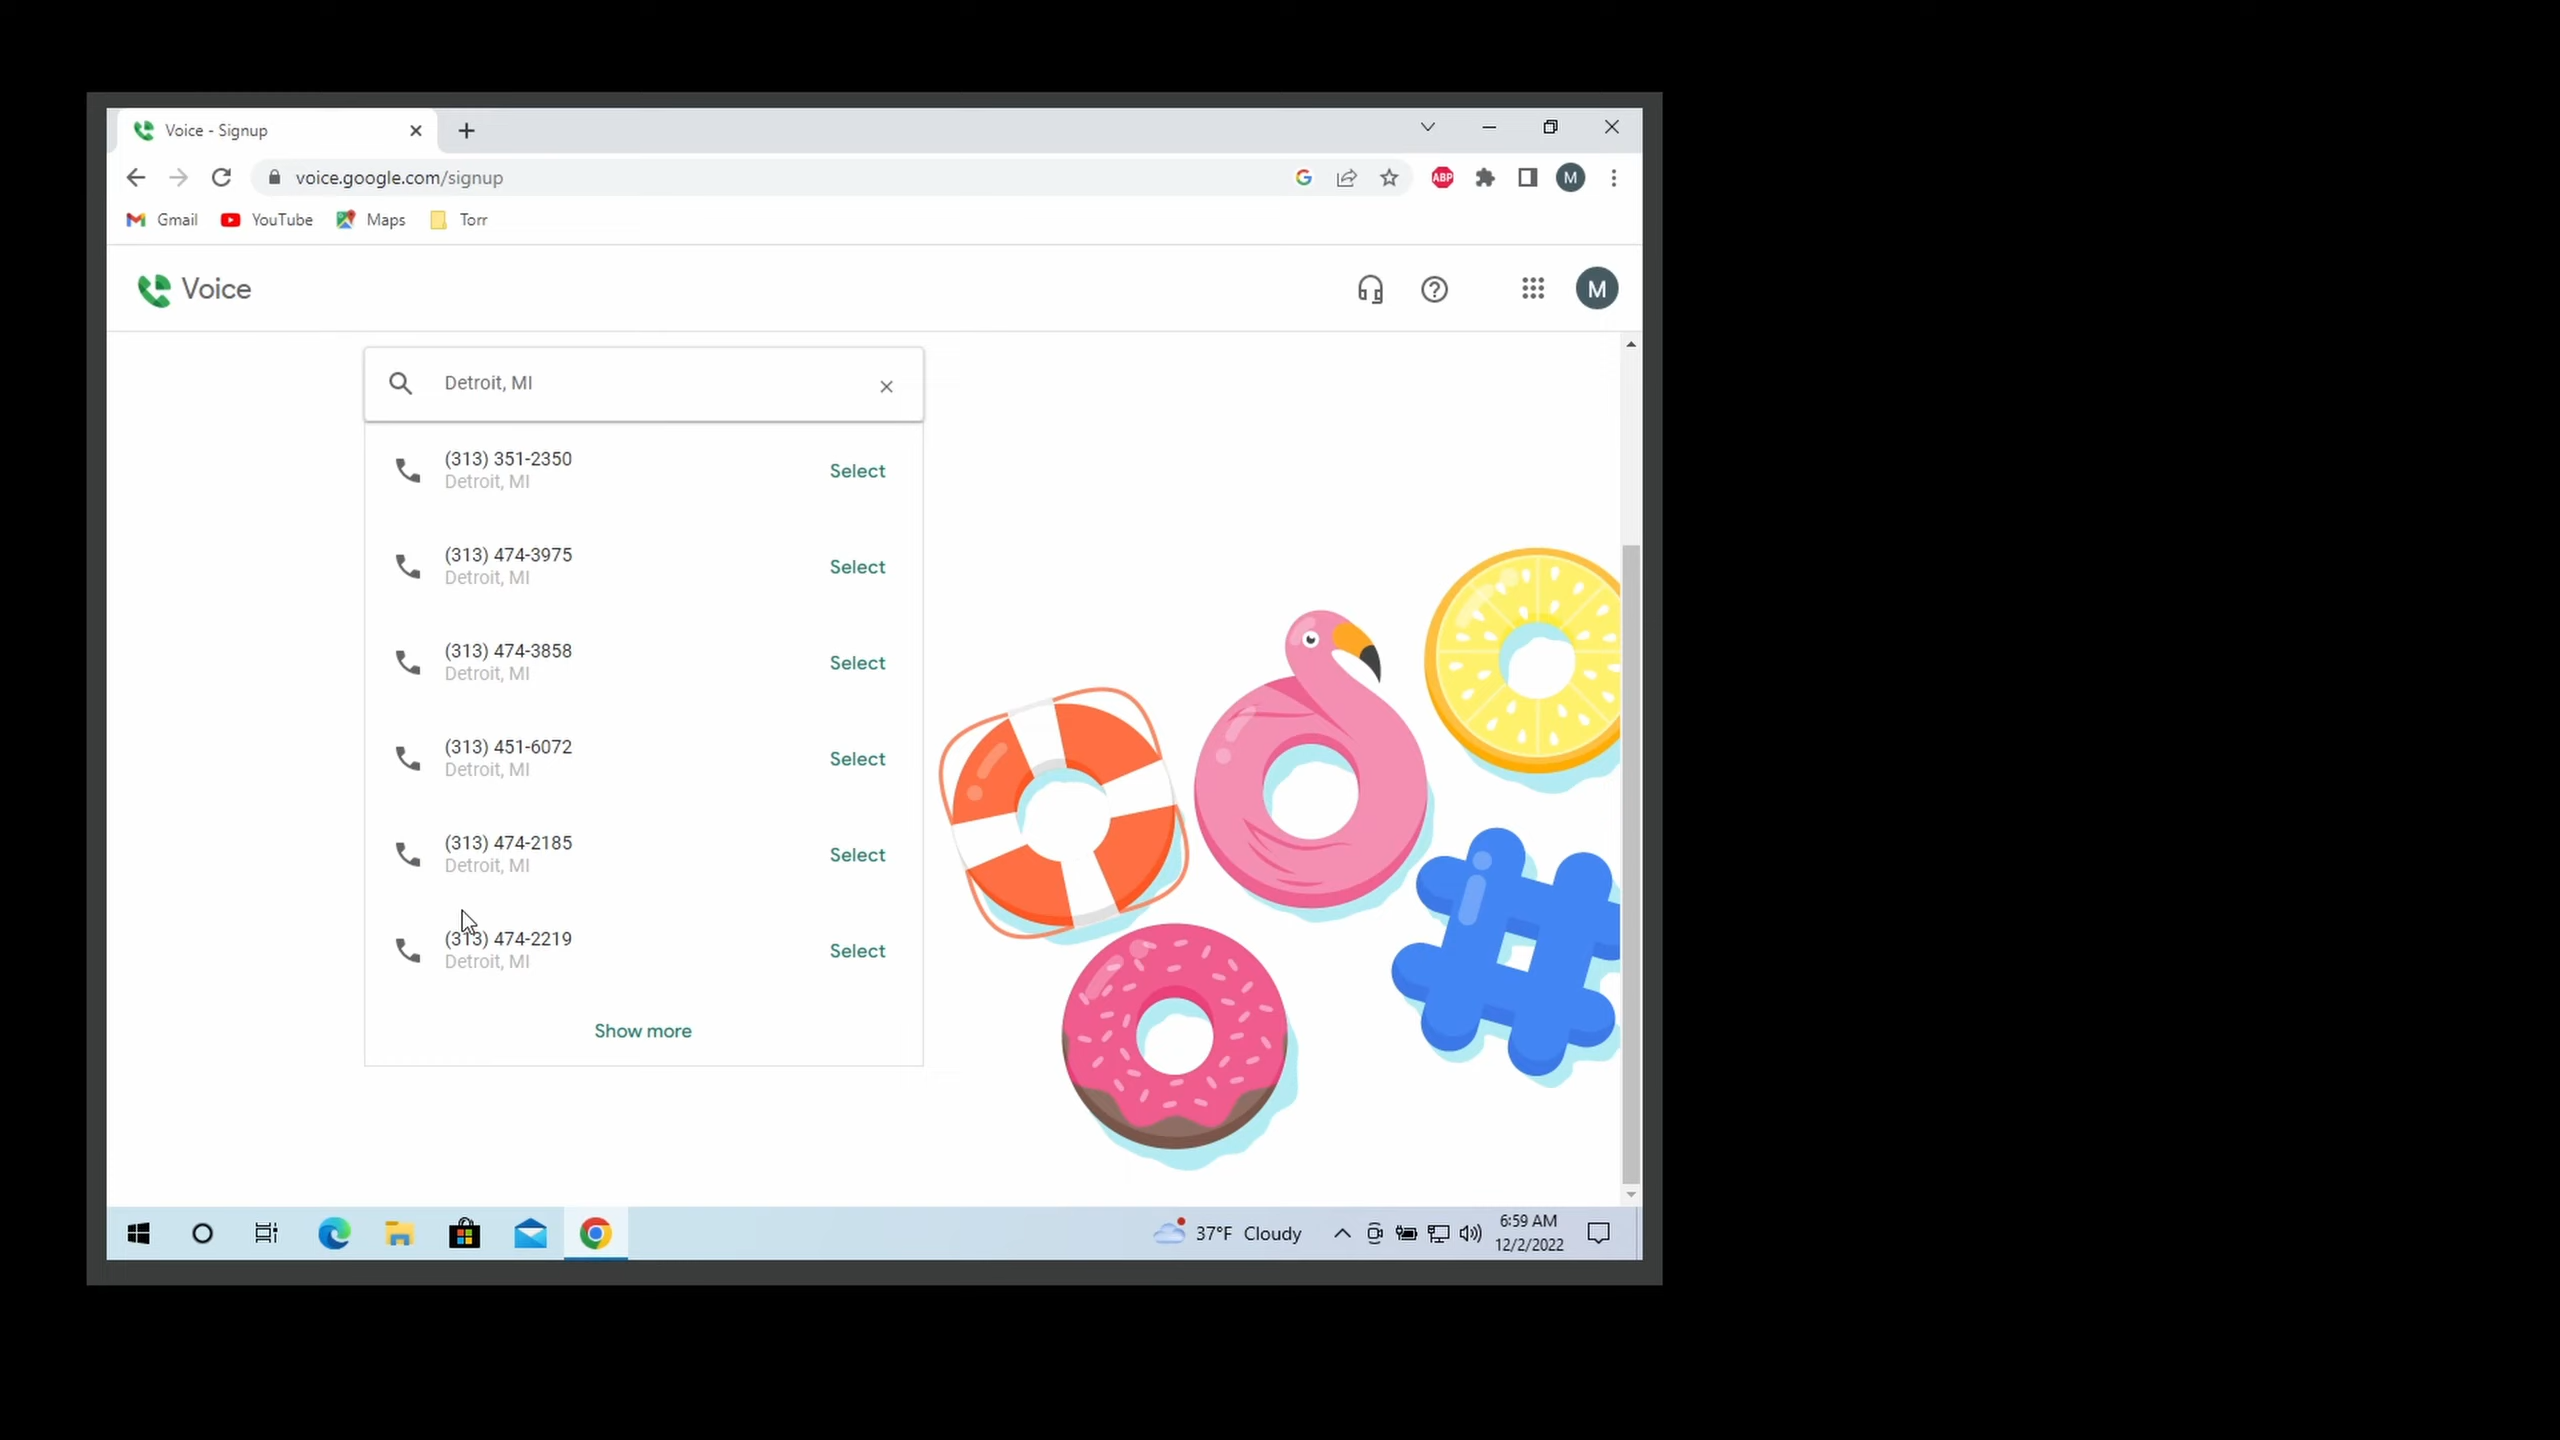 Voice - Signup
voice.google.com/signup
ABP
M
Gmail YouTube Maps Torr
Voice
M
Detroit, MI
(313) 351-2350
Detroit, MI
Select
(313) 474-3975
Detroit, MI
Select
(313) 474-3858
Detroit, MI
Select
(313) 451-6072
Detroit, MI
Select
(313) 474-2185
Detroit, MI
Select
(313) 474-2219
Detroit, MI
Select
Show more
37°F Cloudy
6:59 AM
12/2/2022